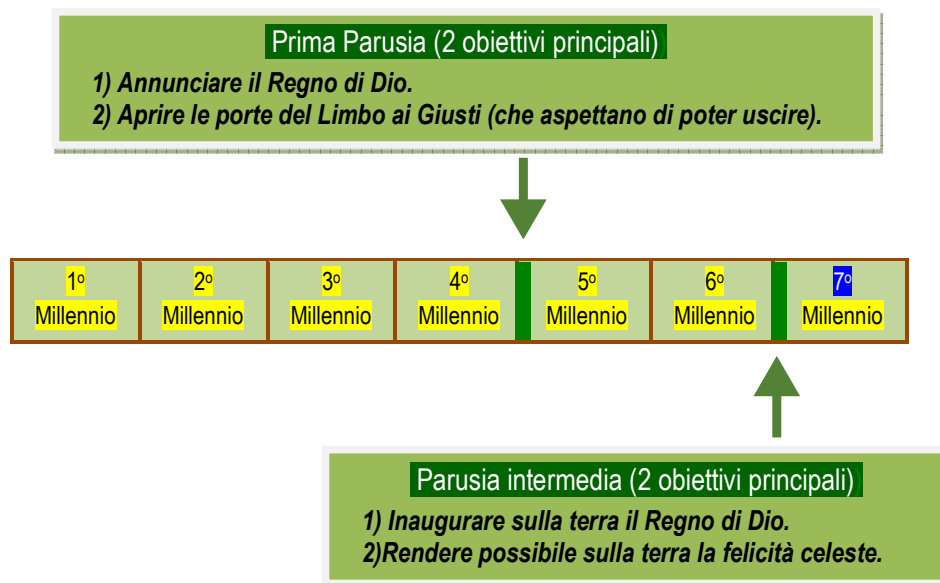 Prima Parusia (2 obiettivi principali)
1) Annunciare il Regno di Dio.
2) Aprire le porte del Limbo ai Giusti (che aspettano di poter uscire).
1º 2º 3º 4º 5º 6º 7º
Millennio Millennio Millennio Millennio Millennio Millennio Millennio
Parusia intermedia (2 obiettivi principali)
1) Inaugurare sulla terra il Regno di Dio.
2)Rendere possibile sulla terra la felicità celeste.